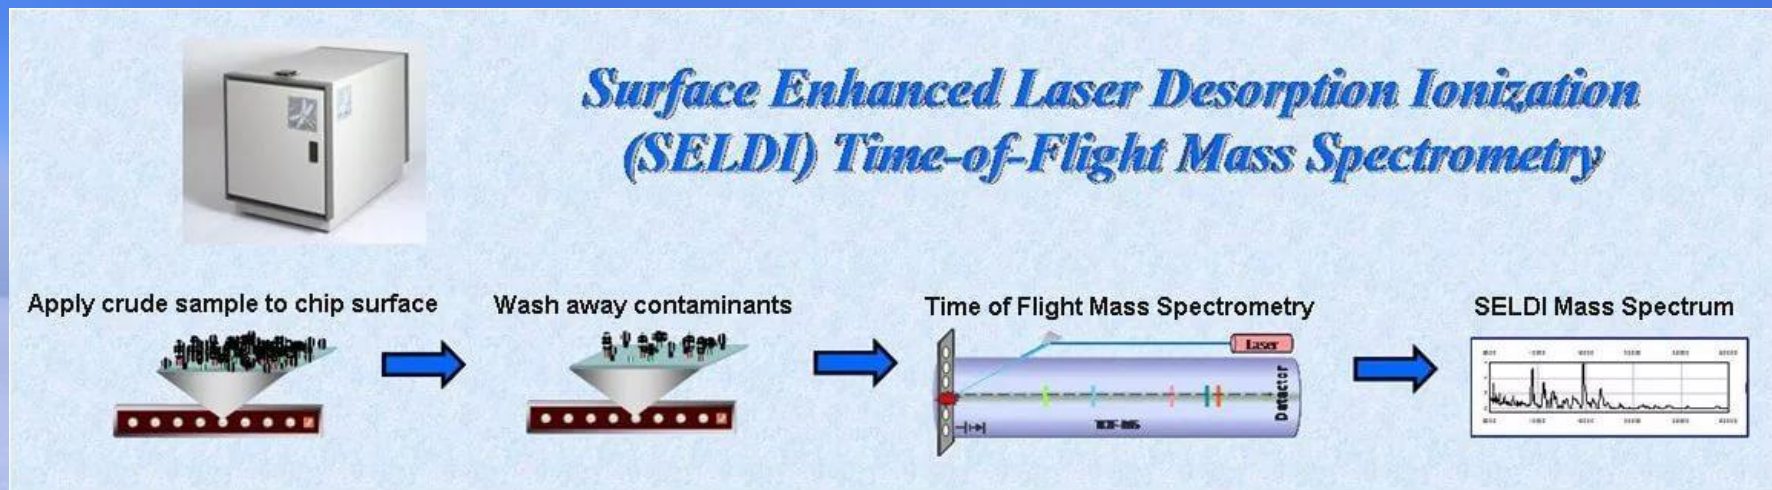 Surface Enhanced Laser Desorption Ionization
(SELDI) Time-of-Flight Mass Spectrometry
Apply crude sample to chip surface
Wash away contaminants
Time of Flight Mass Spectrometry
SELDI Mass Spectrum
Laser
Detector
TOF-MS